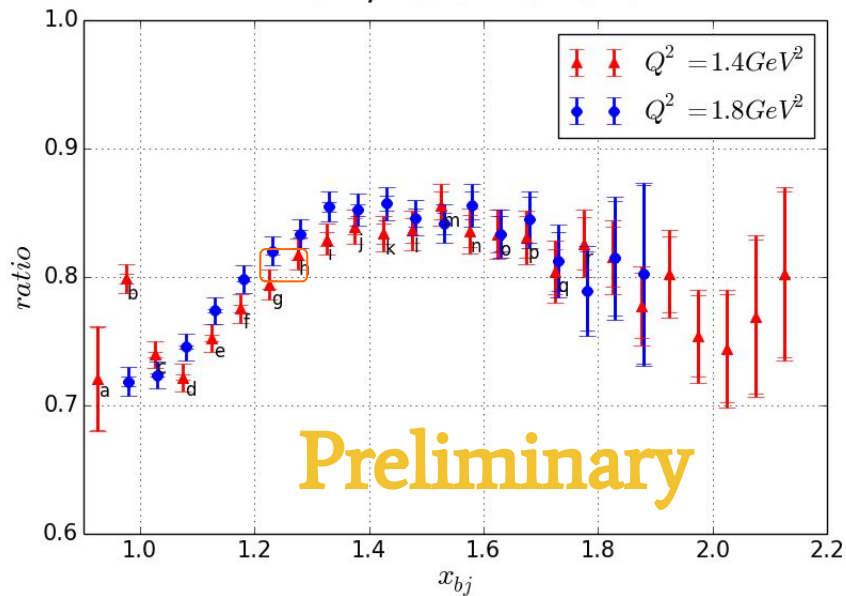 1.0
Q² = 1.4GeV²
Q² = 1.8GeV²
0.9
0.8
0.7
0.6
ratio
a
b
c
d
e
f
g
h
i
j
k
l
m
n
o
p
q
r
Preliminary
1.0 1.2 1.4 1.6 1.8 2.0 2.2
x_bj